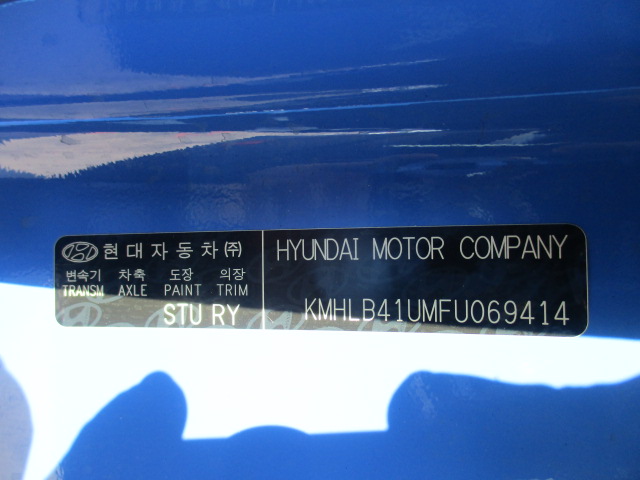 현대자동차(주) HYUNDAI MOTOR COMPANY
변속기 차축 도장 의장
TRANSM AXLE PAINT TRIM
STU RY KMHLB41UMFU069414